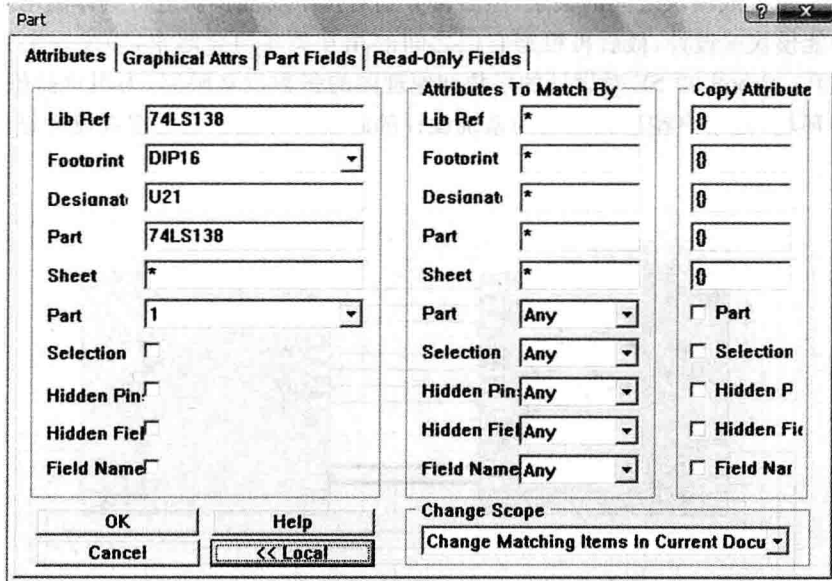 Part
Attributes Graphical Attrs Part Fields Read-Only Fields
Lib Ref 74LS138
Footprint DIP16
Designat U21
Part 74LS138
Sheet *
Part 1
Selection
Hidden Pin
Hidden Fiel
Field Name
OK Help
Cancel << Local
Attributes To Match By
Lib Ref *
Footprint *
Designat *
Part *
Sheet *
Part Any
Selection Any
Hidden Pin Any
Hidden Fiel Any
Field Name Any
Copy Attribute
{}
{}
{}
{}
{}
Part
Selection
Hidden P
Hidden Fie
Field Nar
Change Scope
Change Matching Items In Current Docu